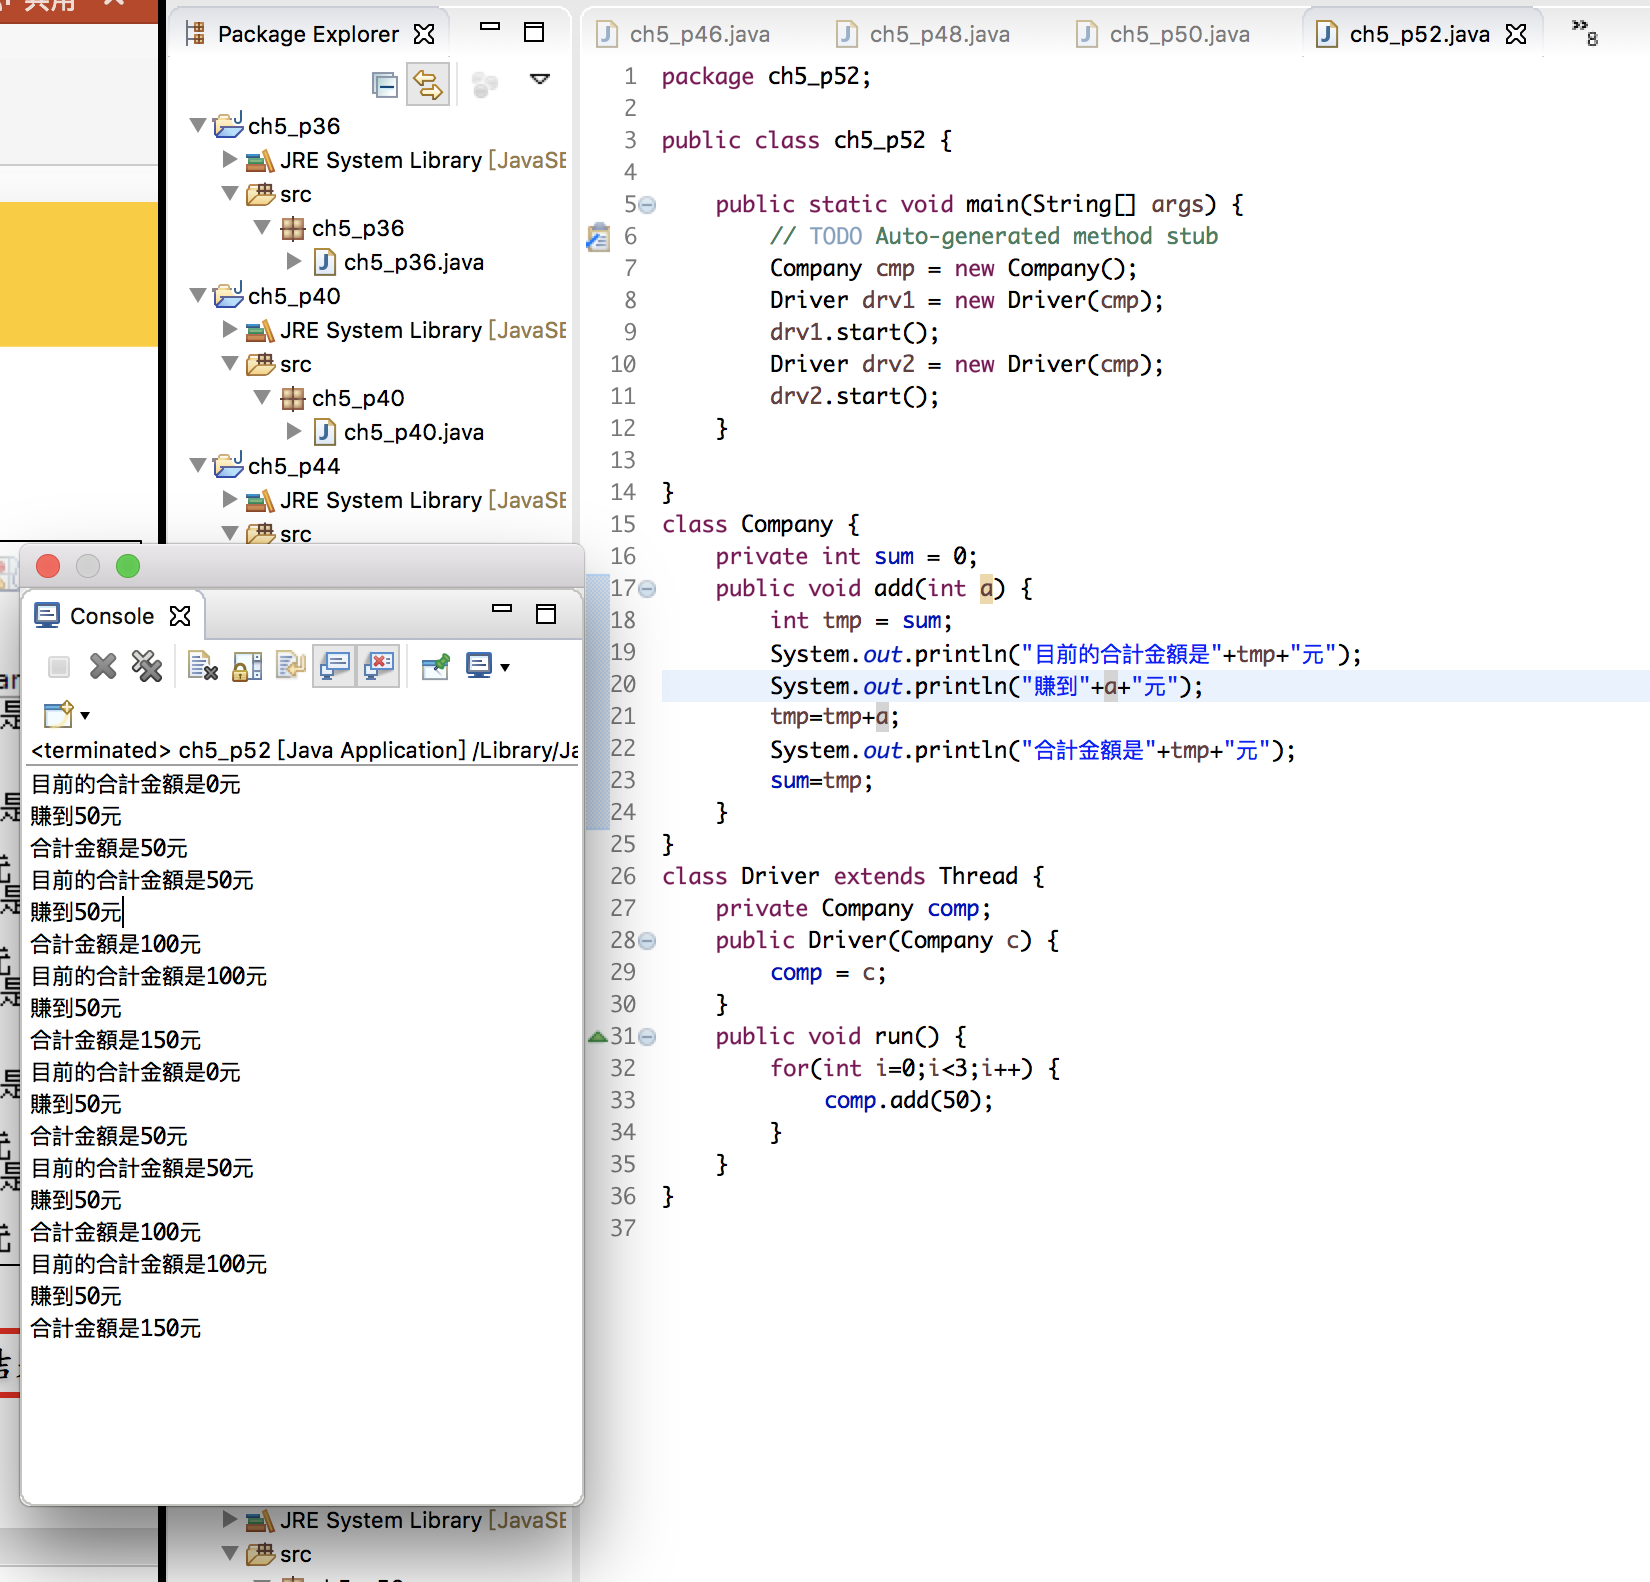 Package Explorer
ch5_p36
JRE System Library [JavaSE
src
ch5_p36
ch5_p36.java
ch5_p40
JRE System Library [JavaSE
src
ch5_p40
ch5_p40.java
ch5_p44
JRE System Library [JavaSE
src
JRE System Library [JavaSE
src
ch5_p46.java
ch5_p48.java
ch5_p50.java
ch5_p52.java
»8
1 package ch5_p52;
2
3 public class ch5_p52 {
4
5 public static void main(String[] args) {
6 // TODO Auto-generated method stub
7 Company cmp = new Company();
8 Driver drv1 = new Driver(cmp);
9 drv1.start();
10 Driver drv2 = new Driver(cmp);
11 drv2.start();
12 }
13
14 }
15 class Company {
16 private int sum = 0;
17 public void add(int a) {
18 int tmp = sum;
19 System.out.println("目前的合計金額是"+tmp+"元");
20 System.out.println("賺到"+a+"元");
21 tmp=tmp+a;
22 System.out.println("合計金額是"+tmp+"元");
23 sum=tmp;
24 }
25 }
26 class Driver extends Thread {
27 private Company comp;
28 public Driver(Company c) {
29 comp = c;
30 }
31 public void run() {
32 for(int i=0;i<3;i++) {
33 comp.add(50);
34 }
35 }
36 }
37
Console
<terminated> ch5_p52 [Java Application] /Library/Ja
目前的合計金額是0元
賺到50元
合計金額是50元
目前的合計金額是50元
賺到50元
合計金額是100元
目前的合計金額是100元
賺到50元
合計金額是150元
目前的合計金額是0元
賺到50元
合計金額是50元
目前的合計金額是50元
賺到50元
合計金額是100元
目前的合計金額是100元
賺到50元
合計金額是150元